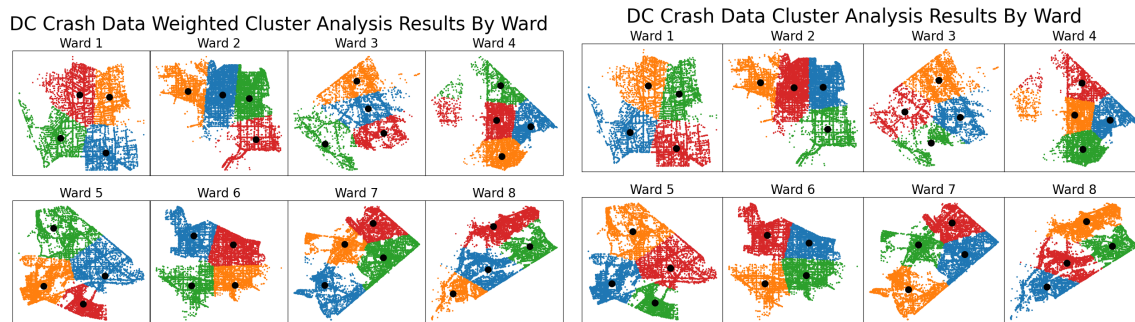 DC Crash Data Weighted Cluster Analysis Results By Ward
Ward 1 Ward 2 Ward 3 Ward 4
Ward 5 Ward 6 Ward 7 Ward 8
DC Crash Data Cluster Analysis Results By Ward
Ward 1 Ward 2 Ward 3 Ward 4
Ward 5 Ward 6 Ward 7 Ward 8